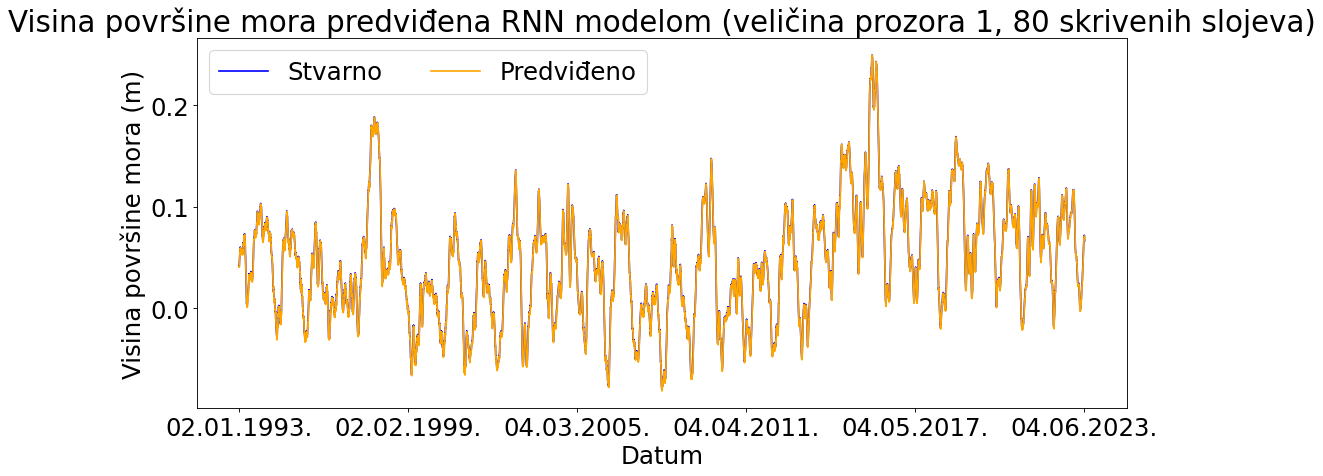 Visina površine mora predviđena RNN modelom (veličina prozora 1, 80 skrivenih slojeva)
Stvarno Predviđeno
Visina površine mora (m)
0.2
0.1
0.0
02.01.1993. 02.02.1999. 04.03.2005. 04.04.2011. 04.05.2017. 04.06.2023.
Datum